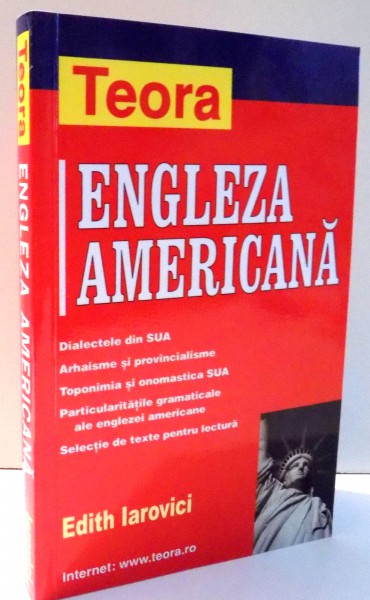 Teora
ENGLEZA
AMERICANĂ
Dialectele din SUA
Arhaisme și provincialisme
Toponimia și onomastica SUA
Particularitățile gramaticale
ale englezei americane
Selecție de texte pentru lectură
Edith Iarovici
Internet: www.teora.ro
Teora
ENGLEZA AMERICANĂ